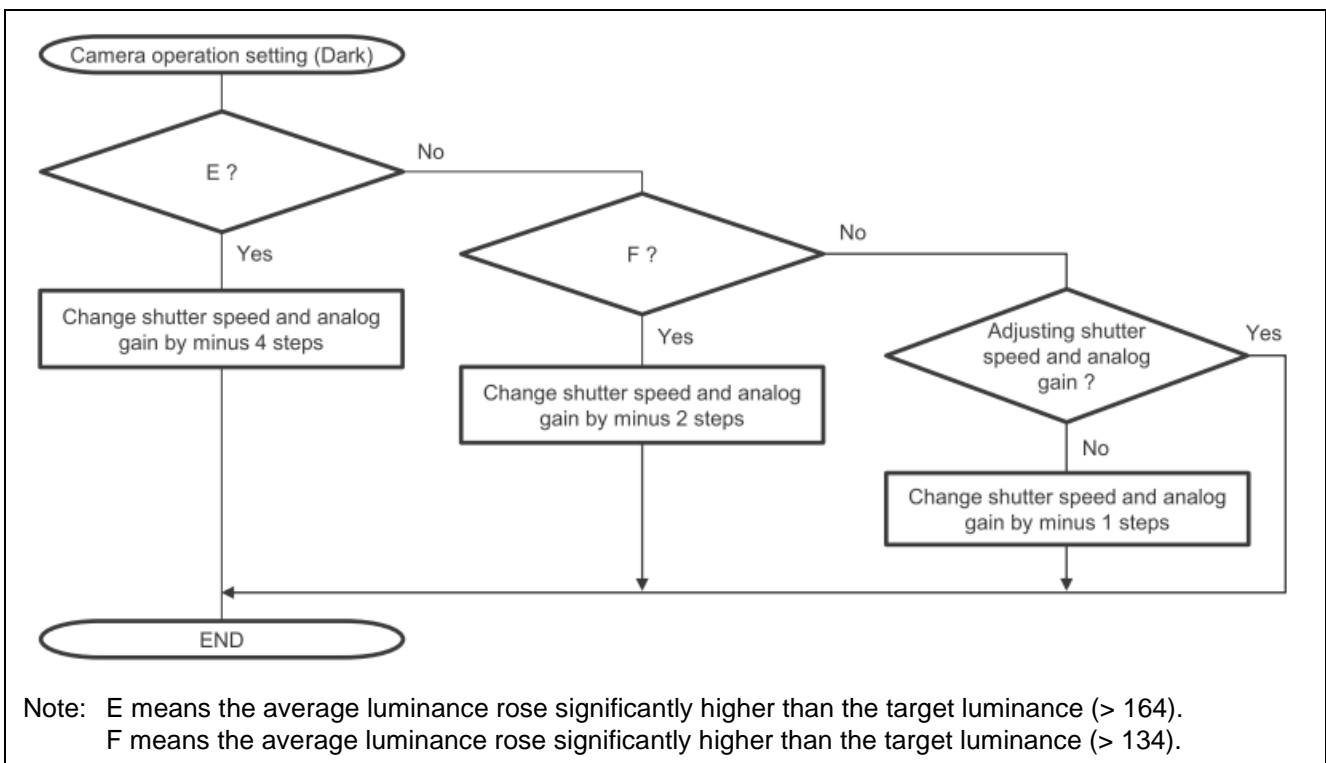 Camera operation setting (Dark)
E ?
No
Yes
Change shutter speed and analog
gain by minus 4 steps
F ?
No
Yes
Change shutter speed and analog
gain by minus 2 steps
Adjusting shutter
speed and analog
gain ?
Yes
No
Change shutter speed and analog
gain by minus 1 steps
END
Note: E means the average luminance rose significantly higher than the target luminance (> 164).
F means the average luminance rose significantly higher than the target luminance (> 134).